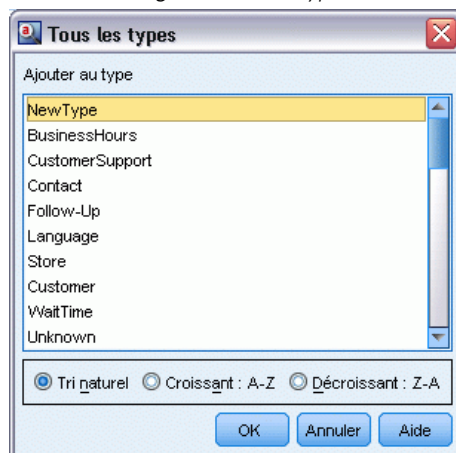 Tous les types
Ajouter au type
NewType
BusinessHours
CustomerSupport
Contact
Follow-Up
Language
Store
Customer
WaitTime
Unknown
Tri naturel Croissant : A-Z Décroissant : Z-A
OK Annuler Aide